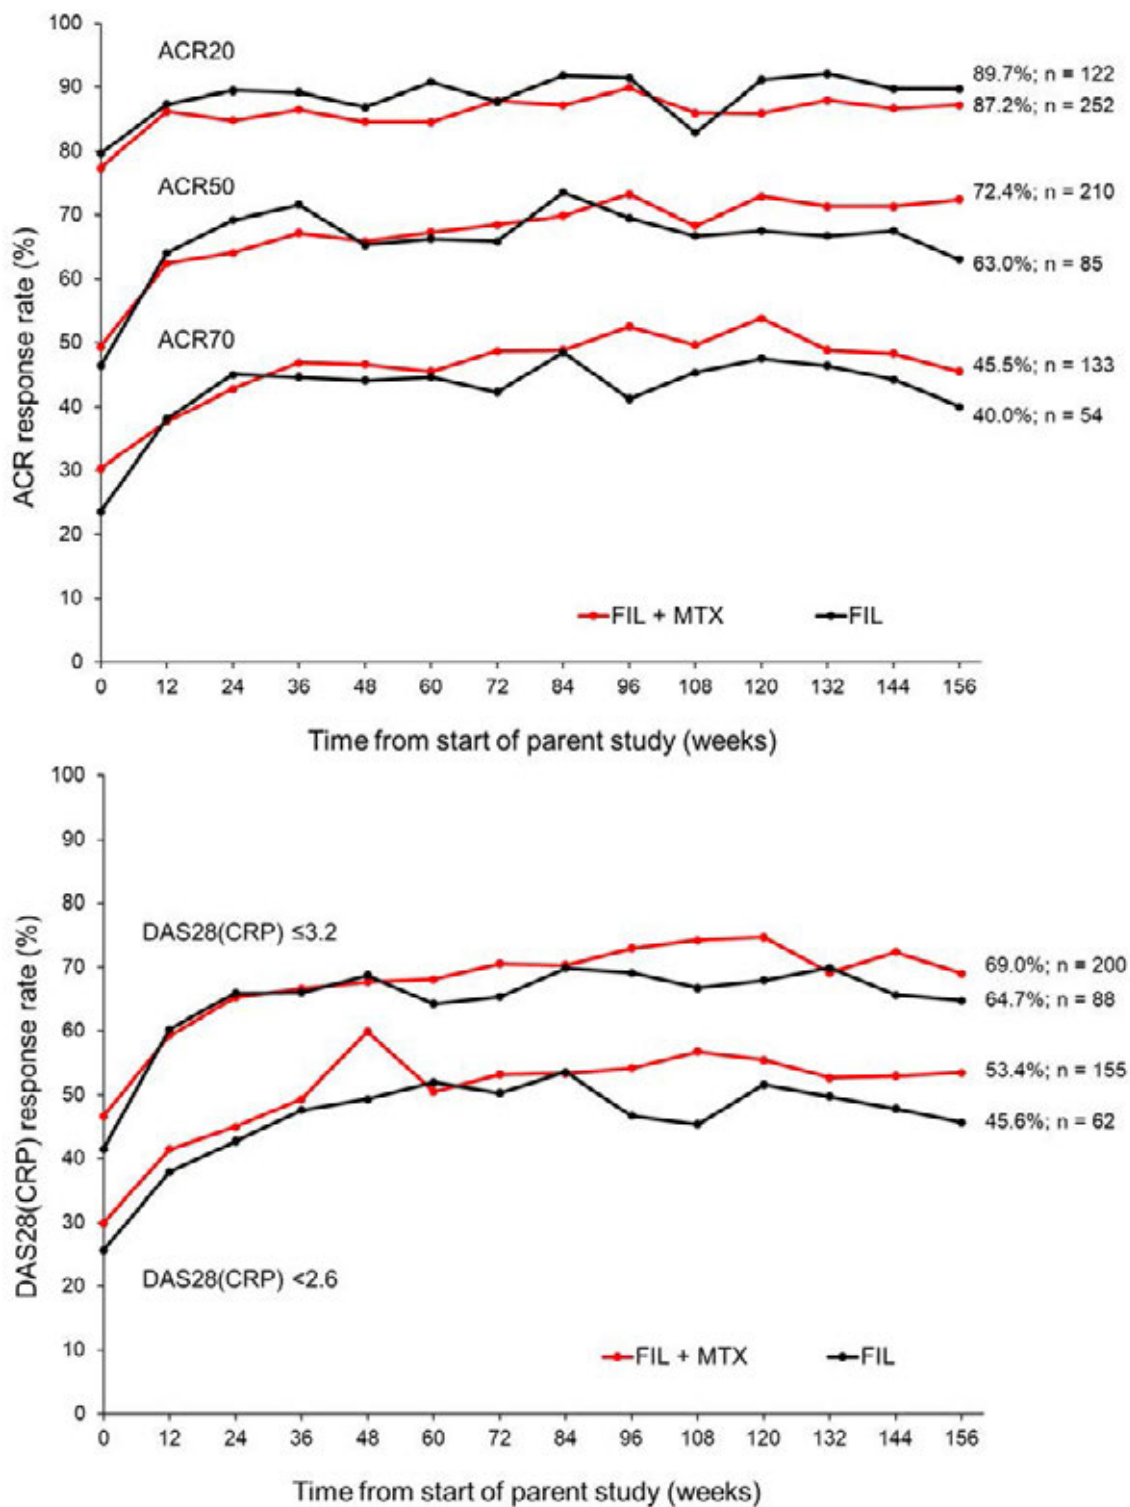 100
90
80
70
60
50
40
30
20
10
0
ACR response rate (%)
ACR20
ACR50
ACR70
89.7%; n = 122
87.2%; n = 252
72.4%; n = 210
63.0%; n = 85
45.5%; n = 133
40.0%; n = 54
FIL + MTX FIL
0 12 24 36 48 60 72 84 96 108 120 132 144 156
Time from start of parent study (weeks)
100
90
80
70
60
50
40
30
20
10
0
DAS28(CRP) response rate (%)
DAS28(CRP) ≤3.2
DAS28(CRP) <2.6
69.0%; n = 200
64.7%; n = 88
53.4%; n = 155
45.6%; n = 62
FIL + MTX FIL
0 12 24 36 48 60 72 84 96 108 120 132 144 156
Time from start of parent study (weeks)